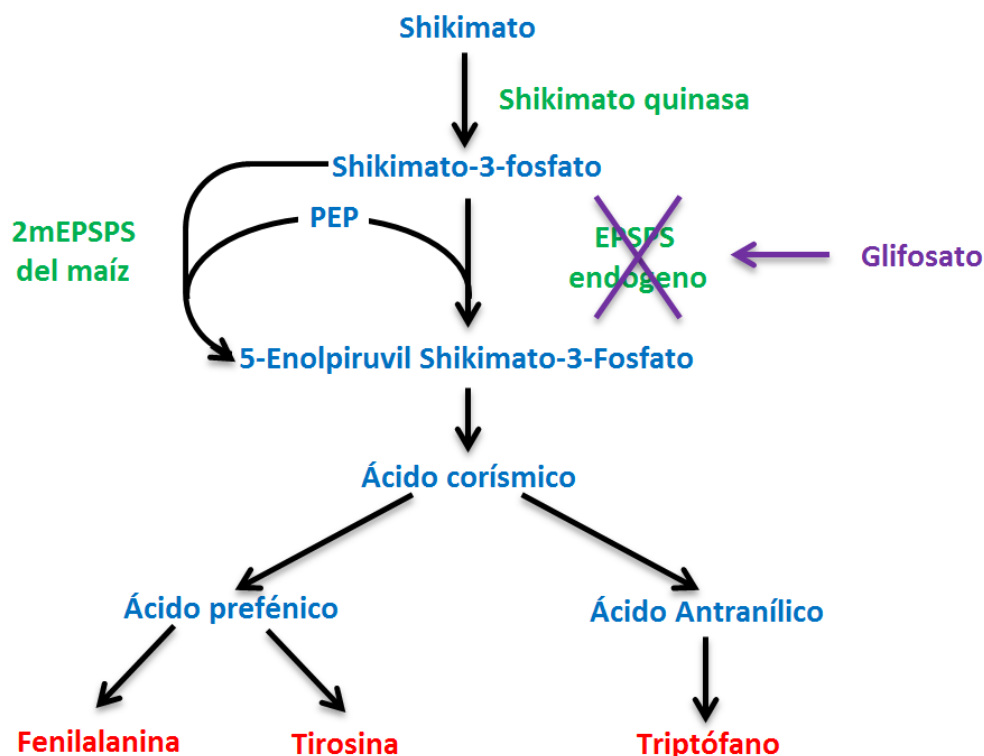 Shikimato
Shikimato quinasa
Shikimato-3-fosfato
PEP
2mEPSPS
del maíz
EPSPS
endógeno
Glifosato
5-Enolpiruvil Shikimato-3-Fosfato
Ácido corísmico
Ácido prefénico
Ácido Antranílico
Fenilalanina
Tirosina
Triptófano